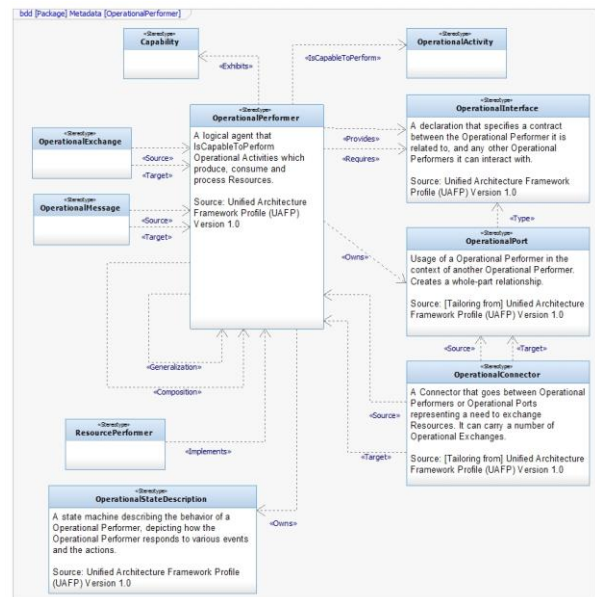 bdd [Package] Metadata [OperationalPerformer]
«Stereotype»
Capability
«Stereotype»
OperationalActivity
«Exhibits»
«IsCapableToPerform»
«Stereotype»
OperationalPerformer
A logical agent that
IsCapableToPerform
Operational Activities which
produce, consume and
process Resources.
Source: Unified Architecture
Framework Profile (UAFP)
Version 1.0
«Stereotype»
OperationalInterface
A declaration that specifies a contract
between the Operational Performer it is
related to, and any other Operational
Performers it can interact with.
Source: Unified Architecture Framework
Profile (UAFP) Version 1.0
«Stereotype»
OperationalExchange
«Source»
«Target»
«Provides»
«Requires»
«Stereotype»
OperationalMessage
«Source»
«Target»
«Type»
«Stereotype»
OperationalPort
Usage of a Operational Performer in the
context of another Operational Performer.
Creates a whole-part relationship.
Source: [Tailoring from] Unified Architecture
Framework Profile (UAFP) Version 1.0
«Owns»
«Source»
«Target»
«Generalization»
«Composition»
«Stereotype»
OperationalConnector
A Connector that goes between Operational
Performers or Operational Ports
representing a need to exchange
Resources. It can carry a number of
Operational Exchanges.
Source: [Tailoring from] Unified Architecture
Framework Profile (UAFP) Version 1.0
«Source»
«Target»
«Stereotype»
ResourcePerformer
«Implements»
«Stereotype»
OperationalStateDescription
A state machine describing the behavior of a
Operational Performer, depicting how the
Operational Performer responds to various events
and the actions.
Source: Unified Architecture Framework Profile
(UAFP) Version 1.0
«Owns»